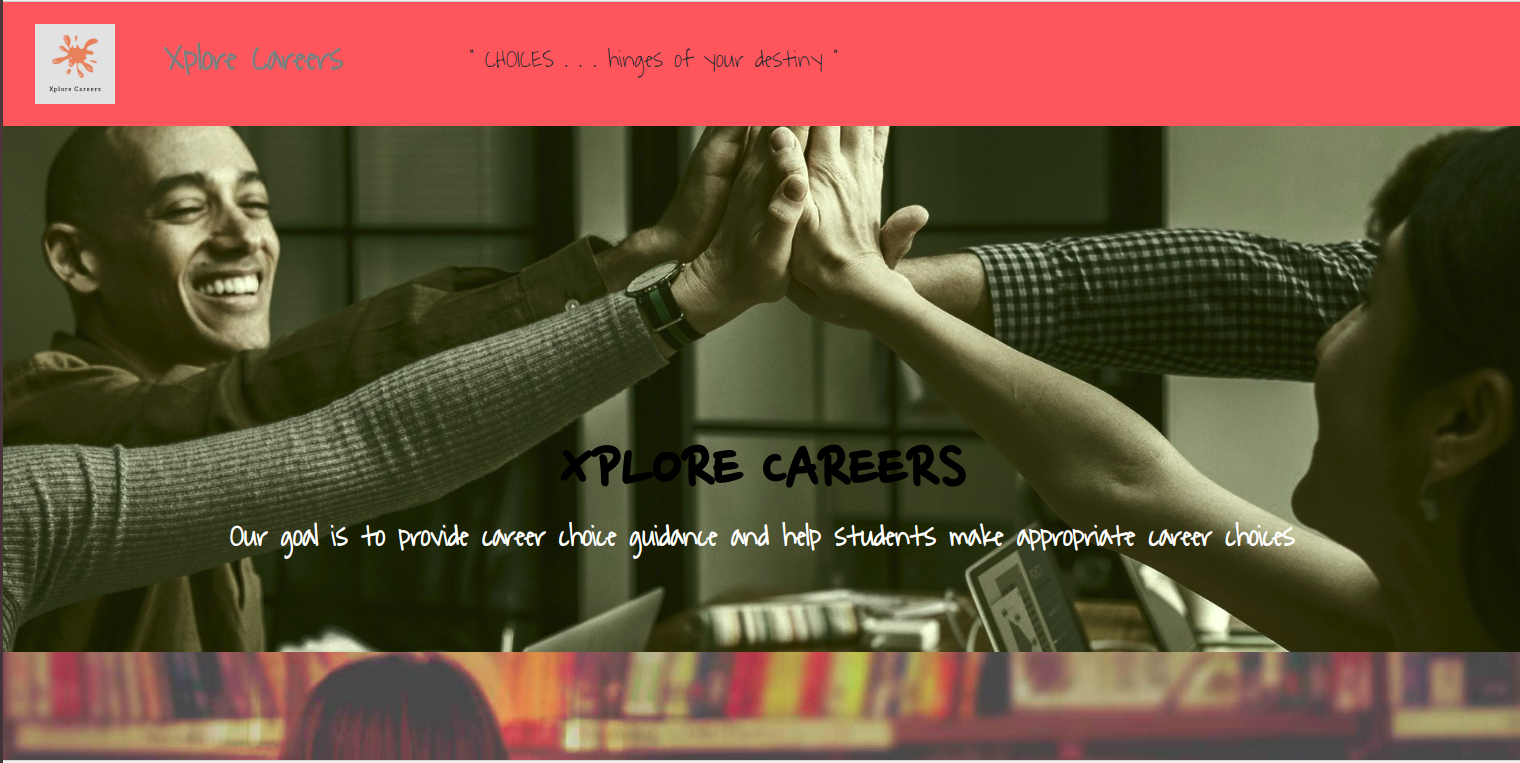 Xplore Careers
Xplore Careers
" CHOICES . . . hinges of your destiny "
XPLORE CAREERS
Our goal is to provide career choice guidance and help students make appropriate career choices